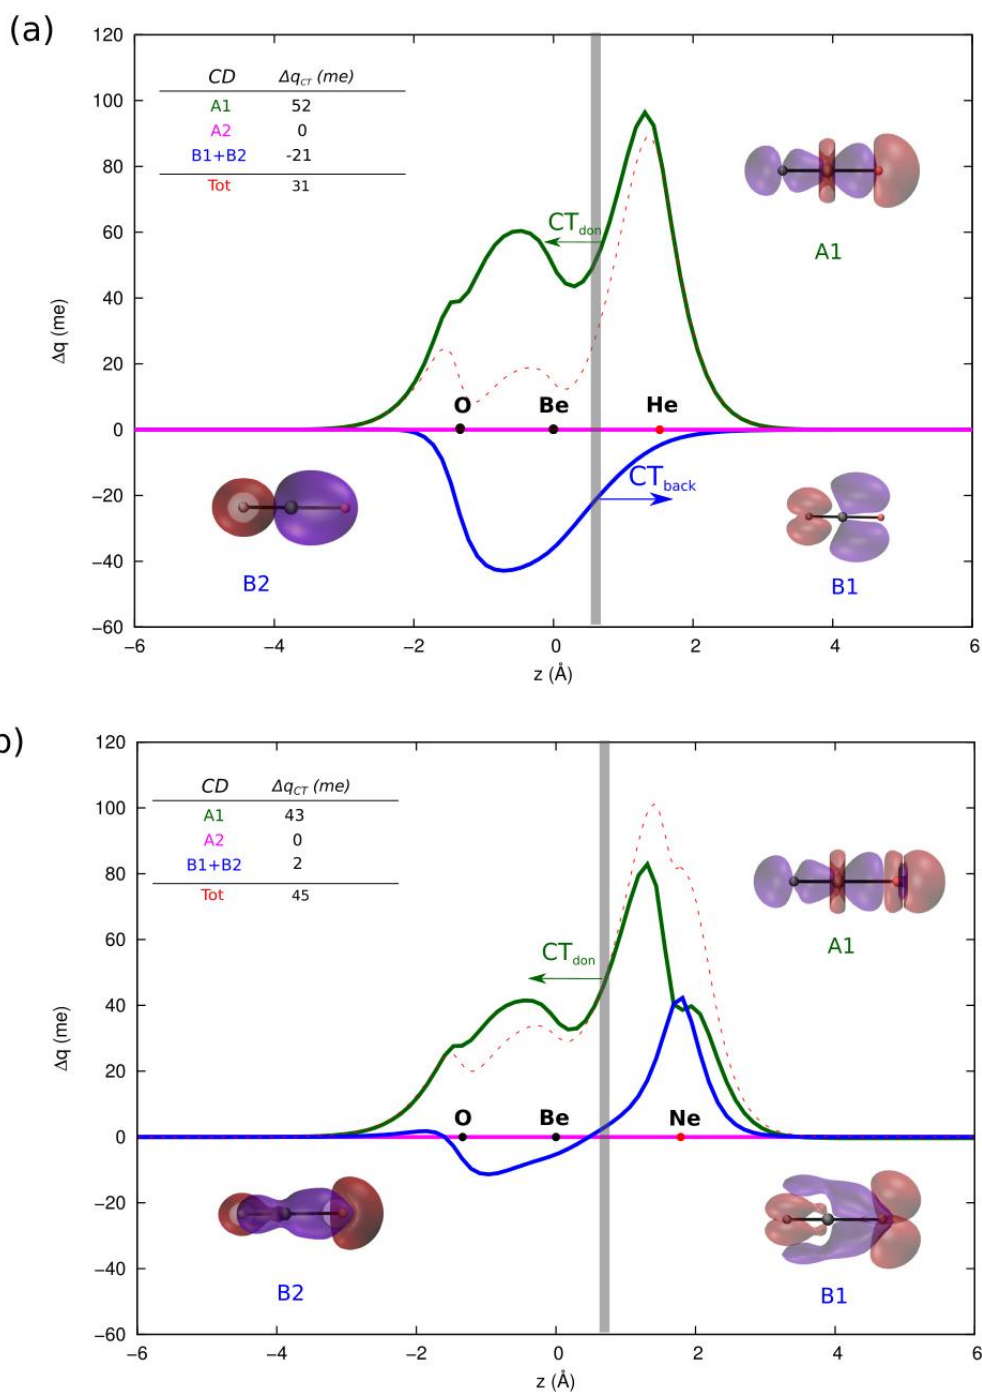 (a)
120
100
80
60
40
20
0
−20
−40
−60
Δq (me)
CD Δq_CT (me)
A1 52
A2 0
B1+B2 -21
Tot 31
CT_don
A1
O Be He
CT_back
B2
B1
−6 −4 −2 0 2 4 6
z (Å)
b)
120
100
80
60
40
20
0
−20
−40
−60
Δq (me)
CD Δq_CT (me)
A1 43
A2 0
B1+B2 2
Tot 45
CT_don
A1
O Be Ne
B2
B1
−6 −4 −2 0 2 4 6
z (Å)